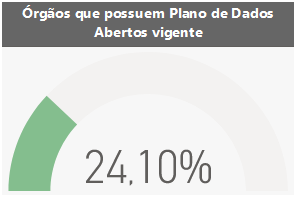 Órgãos que possuem Plano de Dados
Abertos vigente
24,10%